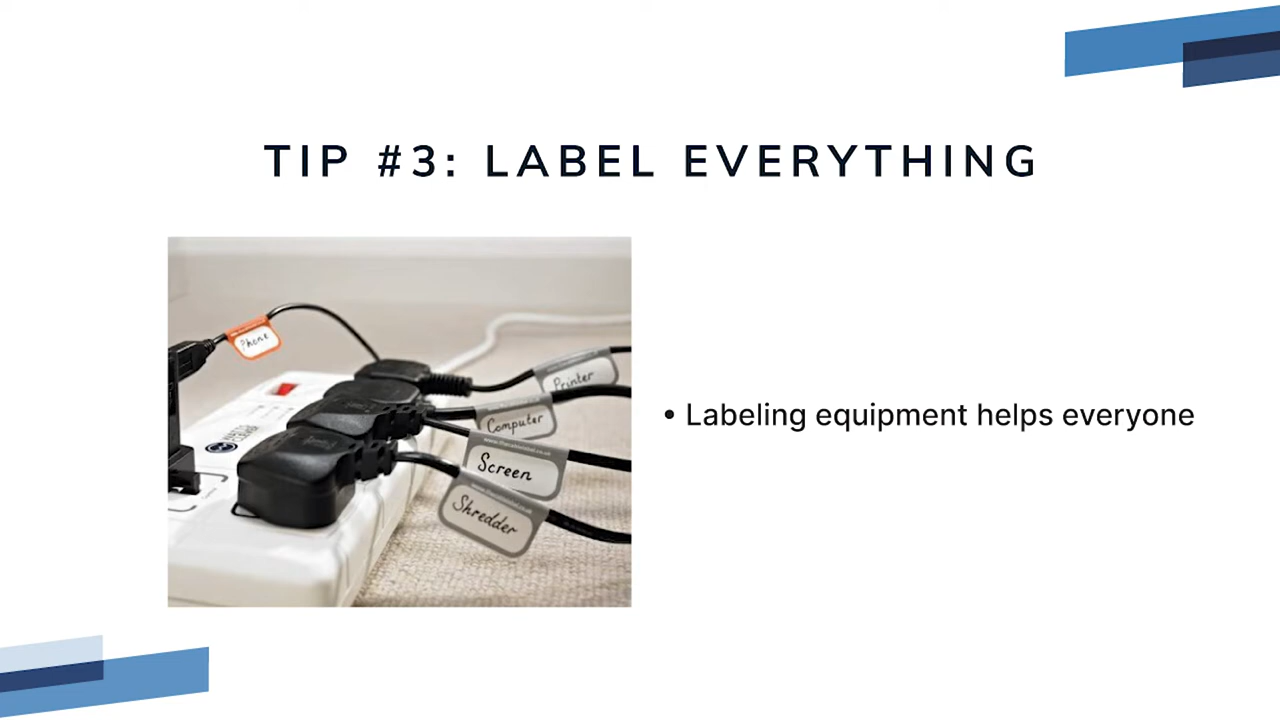 TIP #3: LABEL EVERYTHING
Phone
Printer
Computer
Screen
Shredder
• Labeling equipment helps everyone